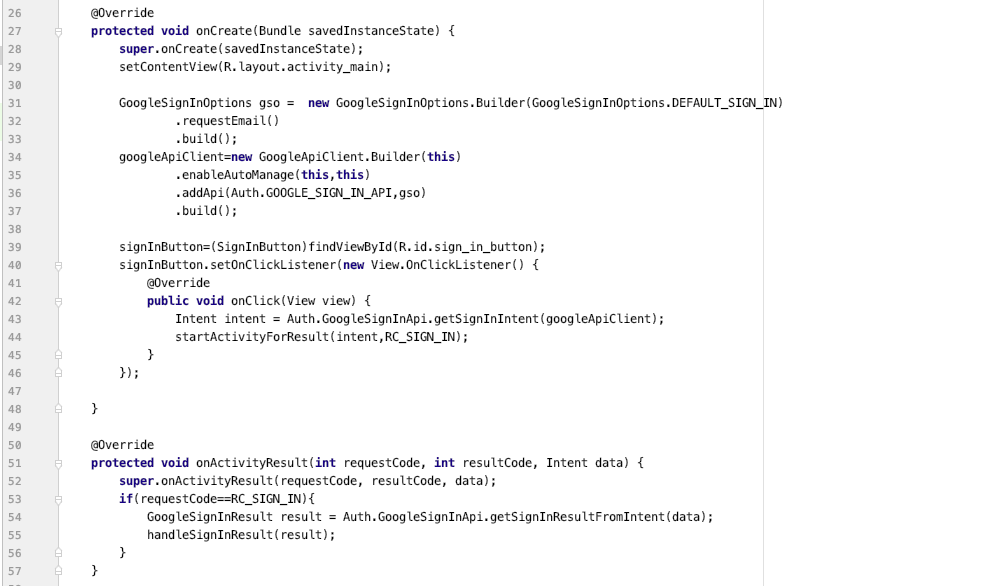 26 @Override
27 protected void onCreate(Bundle savedInstanceState) {
28 super.onCreate(savedInstanceState);
29 setContentView(R.layout.activity_main);
30
31 GoogleSignInOptions gso =  new GoogleSignInOptions.Builder(GoogleSignInOptions.DEFAULT_SIGN_IN)
32 .requestEmail()
33 .build();
34 googleApiClient=new GoogleApiClient.Builder(this)
35 .enableAutoManage(this,this)
36 .addApi(Auth.GOOGLE_SIGN_IN_API,gso)
37 .build();
38
39 signInButton=(SignInButton)findViewById(R.id.sign_in_button);
40 signInButton.setOnClickListener(new View.OnClickListener() {
41 @Override
42 public void onClick(View view) {
43 Intent intent = Auth.GoogleSignInApi.getSignInIntent(googleApiClient);
44 startActivityForResult(intent,RC_SIGN_IN);
45 }
46 });
47
48 }
49
50 @Override
51 protected void onActivityResult(int requestCode, int resultCode, Intent data) {
52 super.onActivityResult(requestCode, resultCode, data);
53 if(requestCode==RC_SIGN_IN){
54 GoogleSignInResult result = Auth.GoogleSignInApi.getSignInResultFromIntent(data);
55 handleSignInResult(result);
56 }
57 }